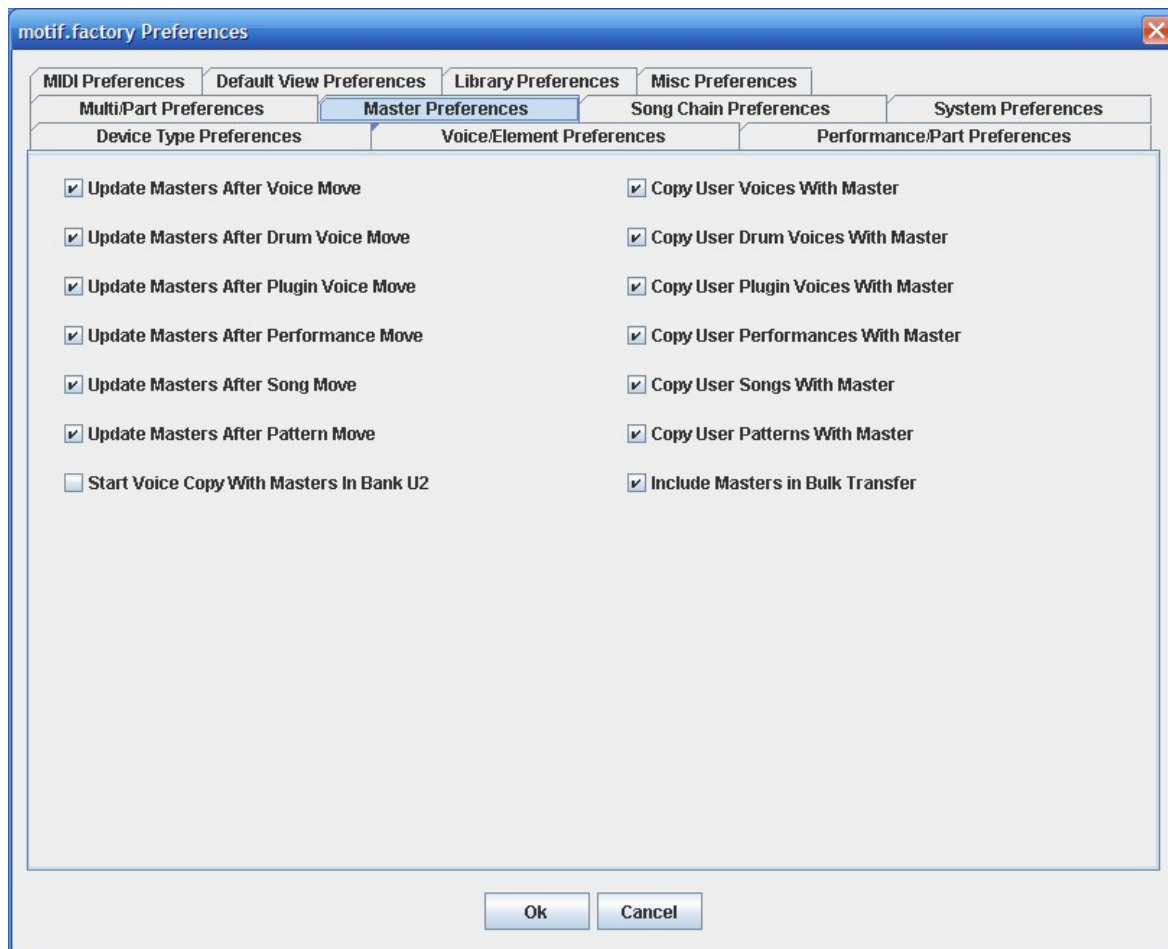 motif.factory Preferences
MIDI Preferences Default View Preferences Library Preferences Misc Preferences
Multi/Part Preferences Master Preferences Song Chain Preferences System Preferences
Device Type Preferences Voice/Element Preferences Performance/Part Preferences
Update Masters After Voice Move Copy User Voices With Master
Update Masters After Drum Voice Move Copy User Drum Voices With Master
Update Masters After Plugin Voice Move Copy User Plugin Voices With Master
Update Masters After Performance Move Copy User Performances With Master
Update Masters After Song Move Copy User Songs With Master
Update Masters After Pattern Move Copy User Patterns With Master
Start Voice Copy With Masters In Bank U2 Include Masters in Bulk Transfer
Ok Cancel